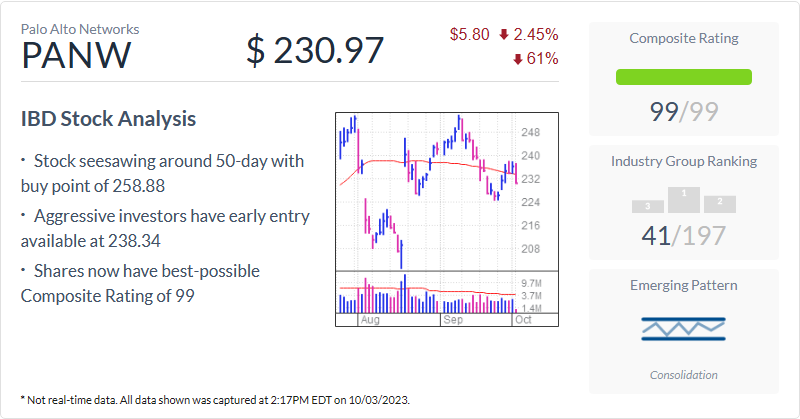 Palo Alto Networks
PANW
$ 230.97
$5.80 2.45%
61%
IBD Stock Analysis
• Stock seesawing around 50-day with
buy point of 258.88
• Aggressive investors have early entry
available at 238.34
• Shares now have best-possible
Composite Rating of 99
248
240
232
224
216
208
9.7M
3.7M
1.4M
Aug Sep Oct
Composite Rating
99/99
Industry Group Ranking
3 1 2
41/197
Emerging Pattern
Consolidation
* Not real-time data. All data shown was captured at 2:17PM EDT on 10/03/2023.